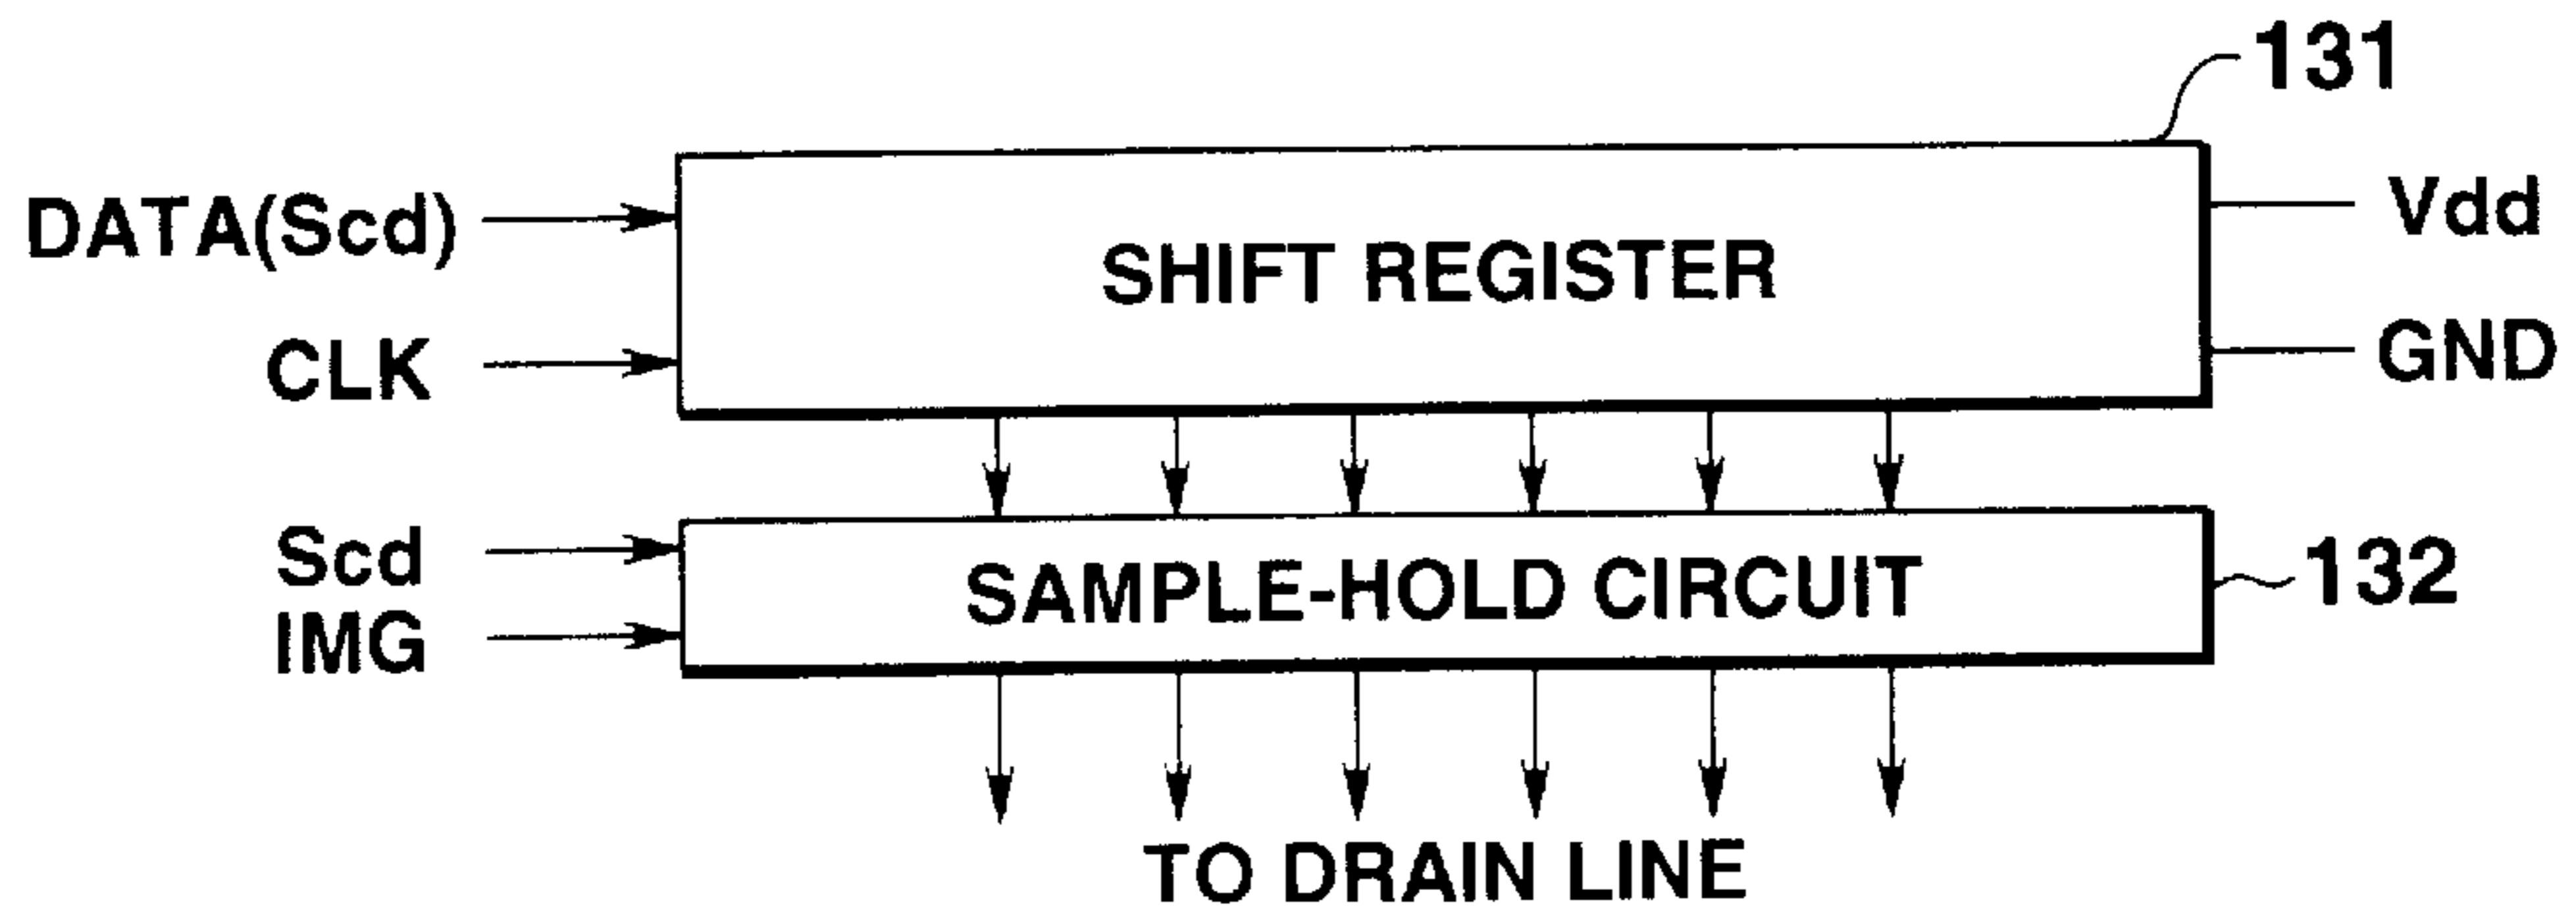 131
DATA(Scd)
Vdd
SHIFT REGISTER
CLK
GND
Scd
SAMPLE-HOLD CIRCUIT
132
IMG
TO DRAIN LINE